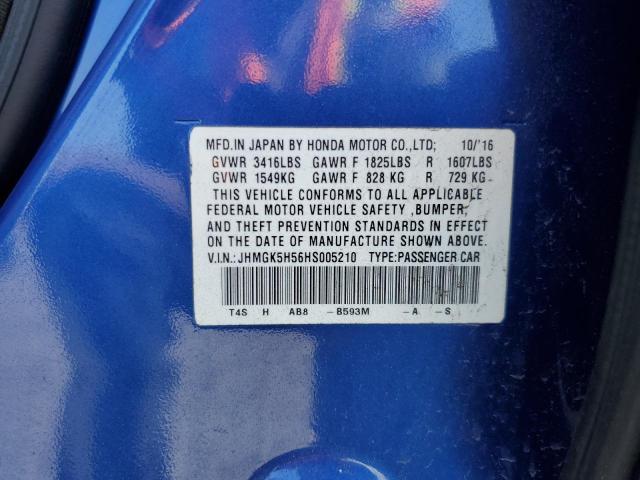 MFD.IN JAPAN BY HONDA MOTOR CO.,LTD; 10/'16
GVWR 3416LBS GAWR F 1825LBS R 1607LBS
GVWR 1549KG GAWR F 828 KG R 729 KG
THIS VEHICLE CONFORMS TO ALL APPLICABLE
FEDERAL MOTOR VEHICLE SAFETY ,BUMPER,
AND THEFT PREVENTION STANDARDS IN EFFECT
ON THE DATE OF MANUFACTURE SHOWN ABOVE.
V.I.N.: JHMGK5H56HS005210 TYPE:PASSENGER CAR
T4S H AB8 -B593M -A -S